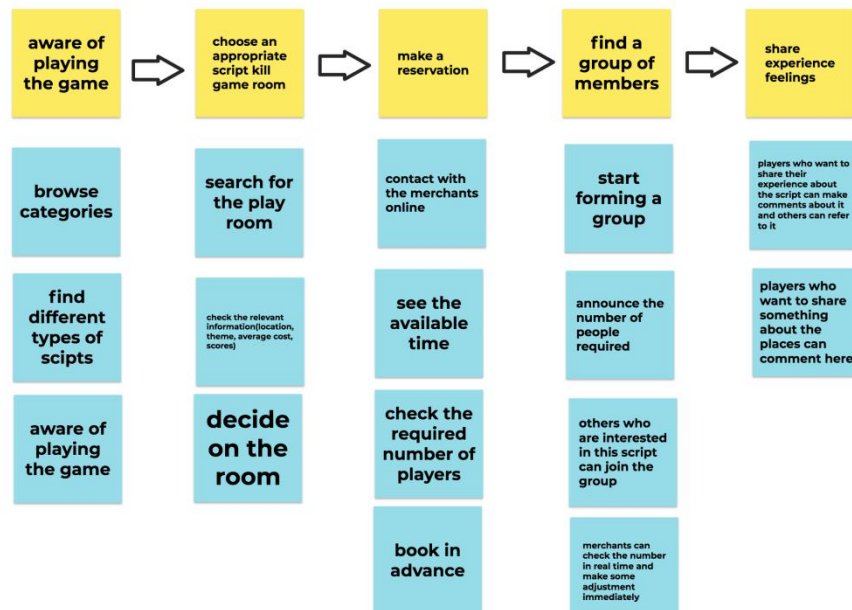 aware of
playing
the game
choose an
appropriate
script kill
game room
make a
reservation
find a
group of
members
share
experience
feelings
browse
categories
search for
the play
room
contact with
the merchants
online
start
forming a
group
players who want to
share their
experience about
the script can make
comments about it
and others can refer
to it
find
different
types of
scipts
check the relevant
information(location,
theme, average cost,
scores)
see the
available
time
announce the
number of
people
required
players who
want to share
something
about the
places can
comment here
aware of
playing
the game
decide
on the
room
check the
required
number of
players
others who
are interested
in this script
can join the
group
book in
advance
merchants can
check the number
in real time and
make some
adjustment
immediately